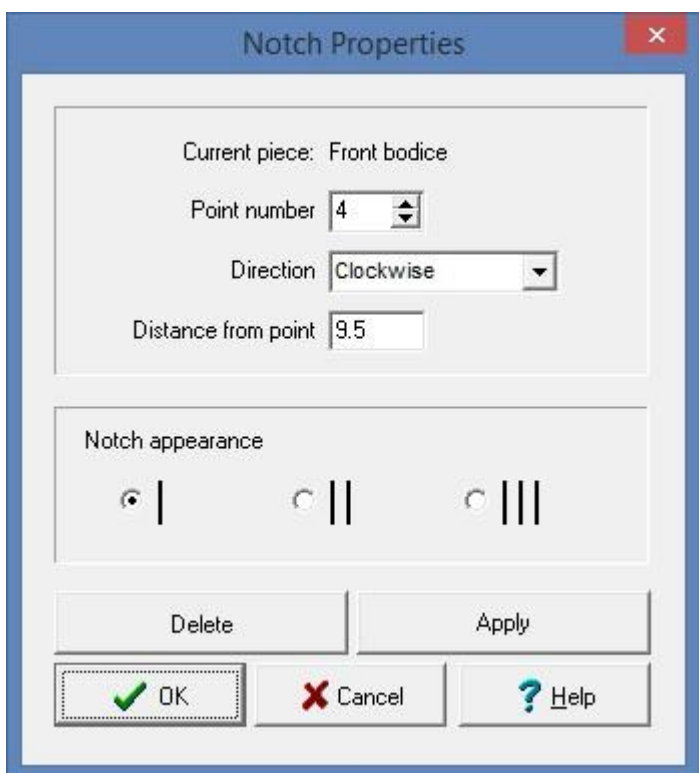 Notch Properties
Current piece: Front bodice
Point number 4
Direction Clockwise
Distance from point 9.5
Notch appearance
Delete Apply
OK Cancel Help